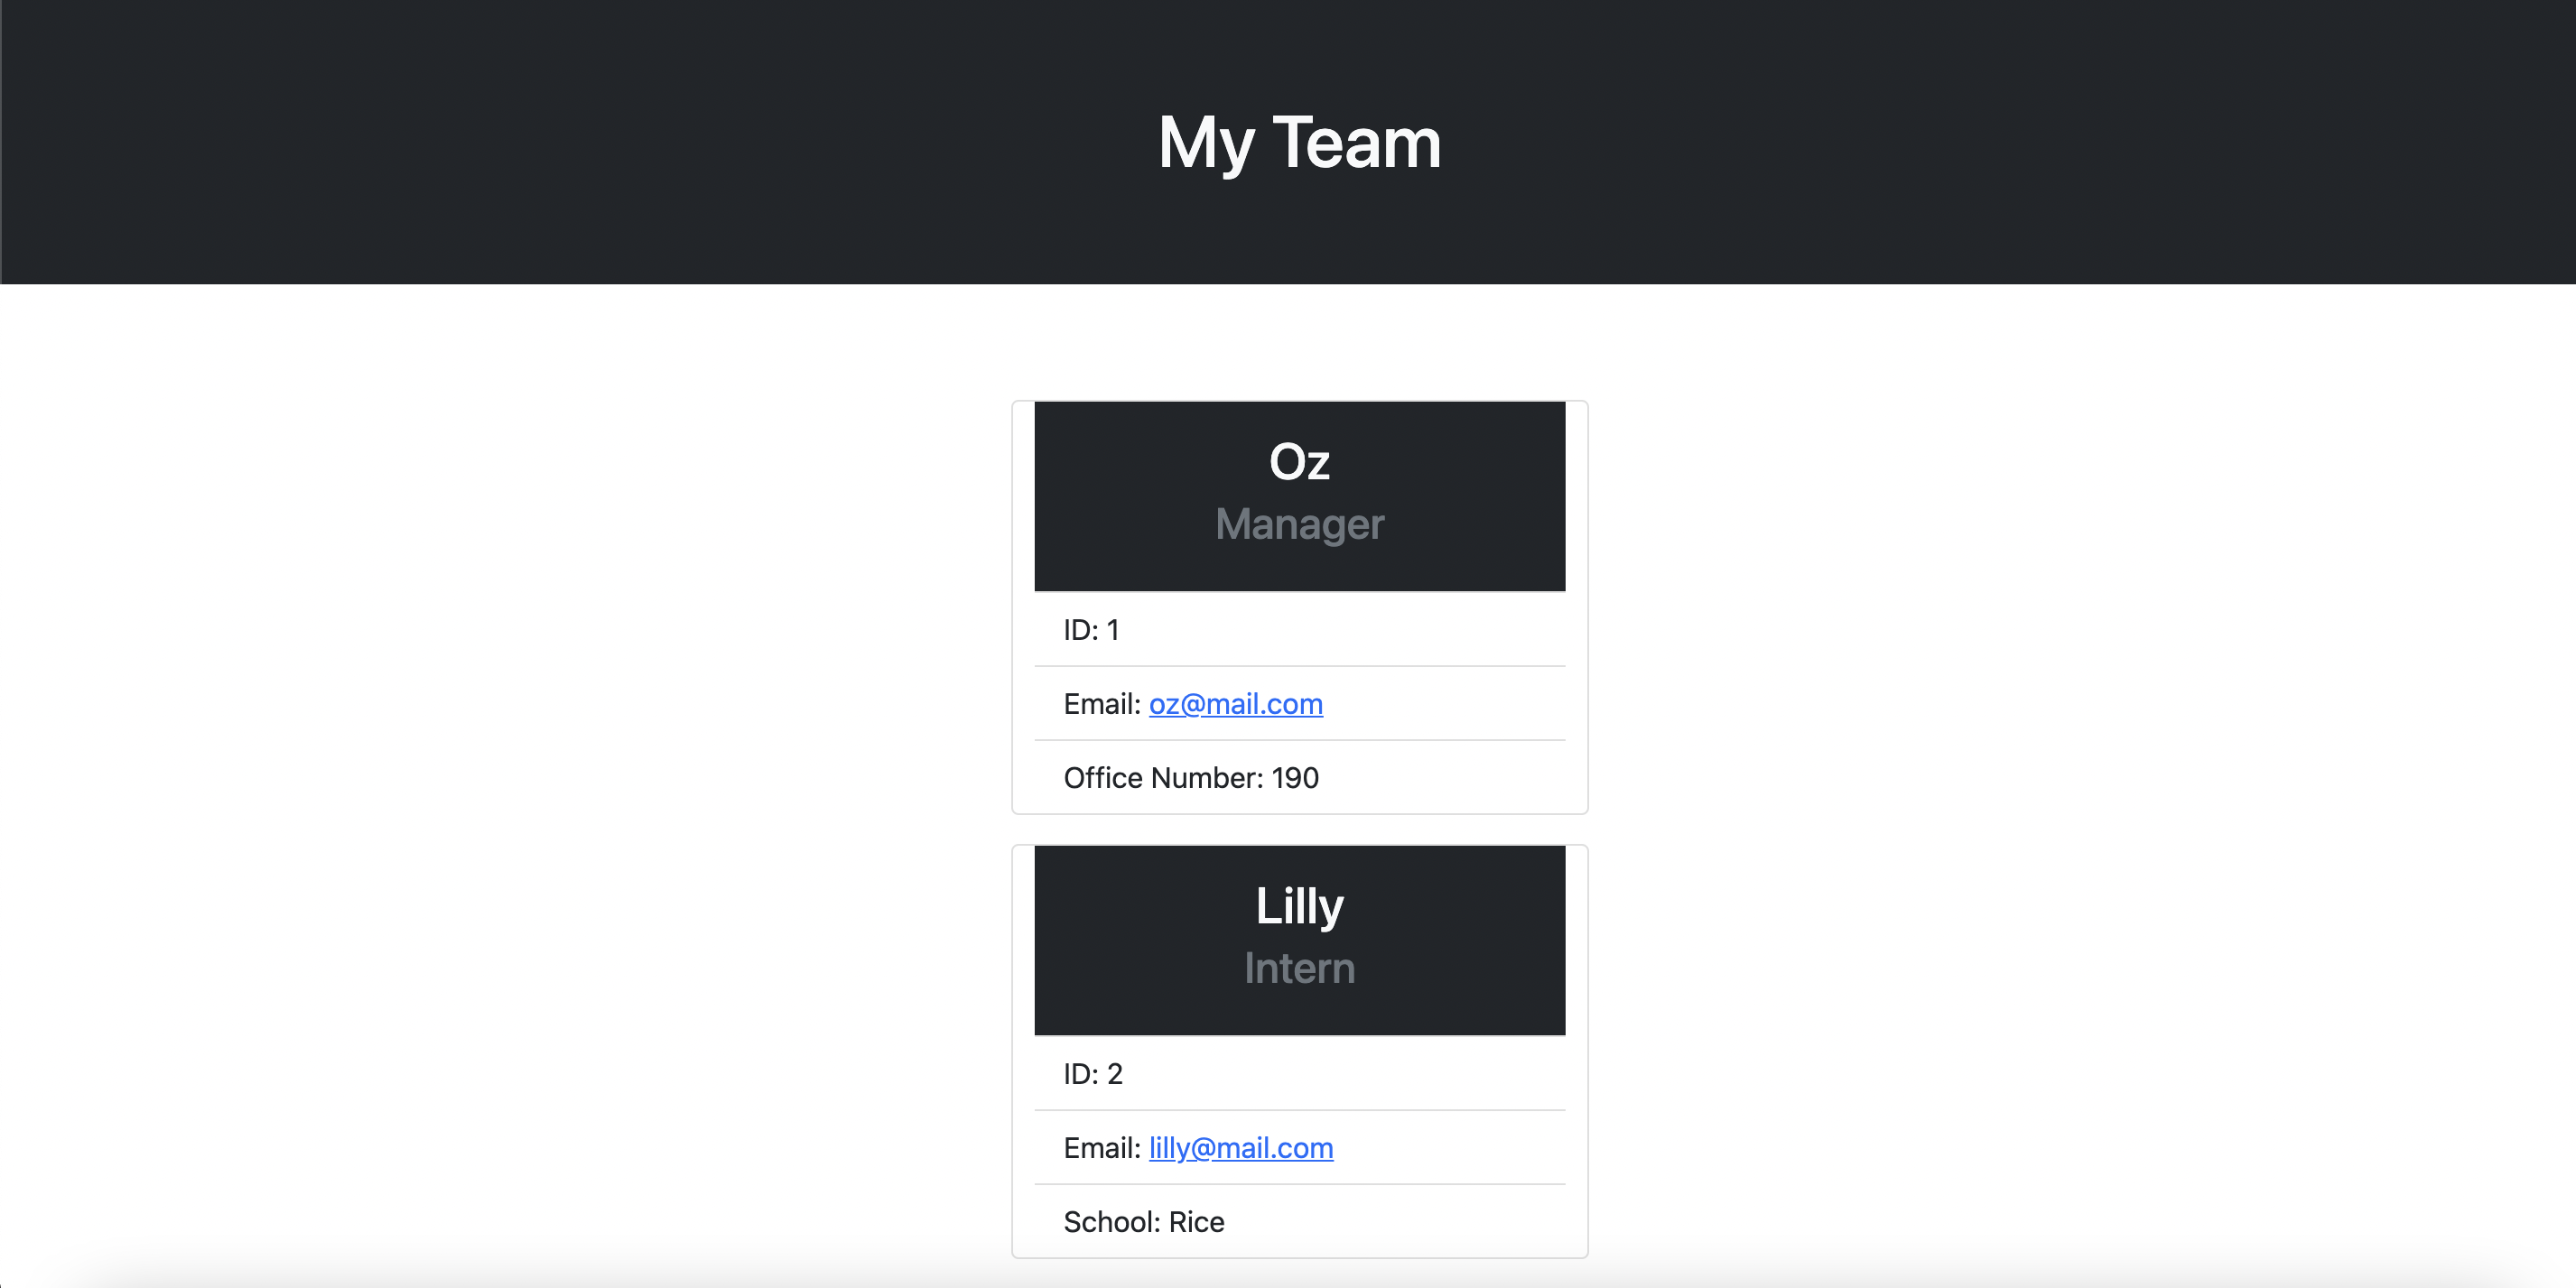 My Team
Oz
Manager
ID: 1
Email: oz@mail.com
Office Number: 190
Lilly
Intern
ID: 2
Email: lilly@mail.com
School: Rice